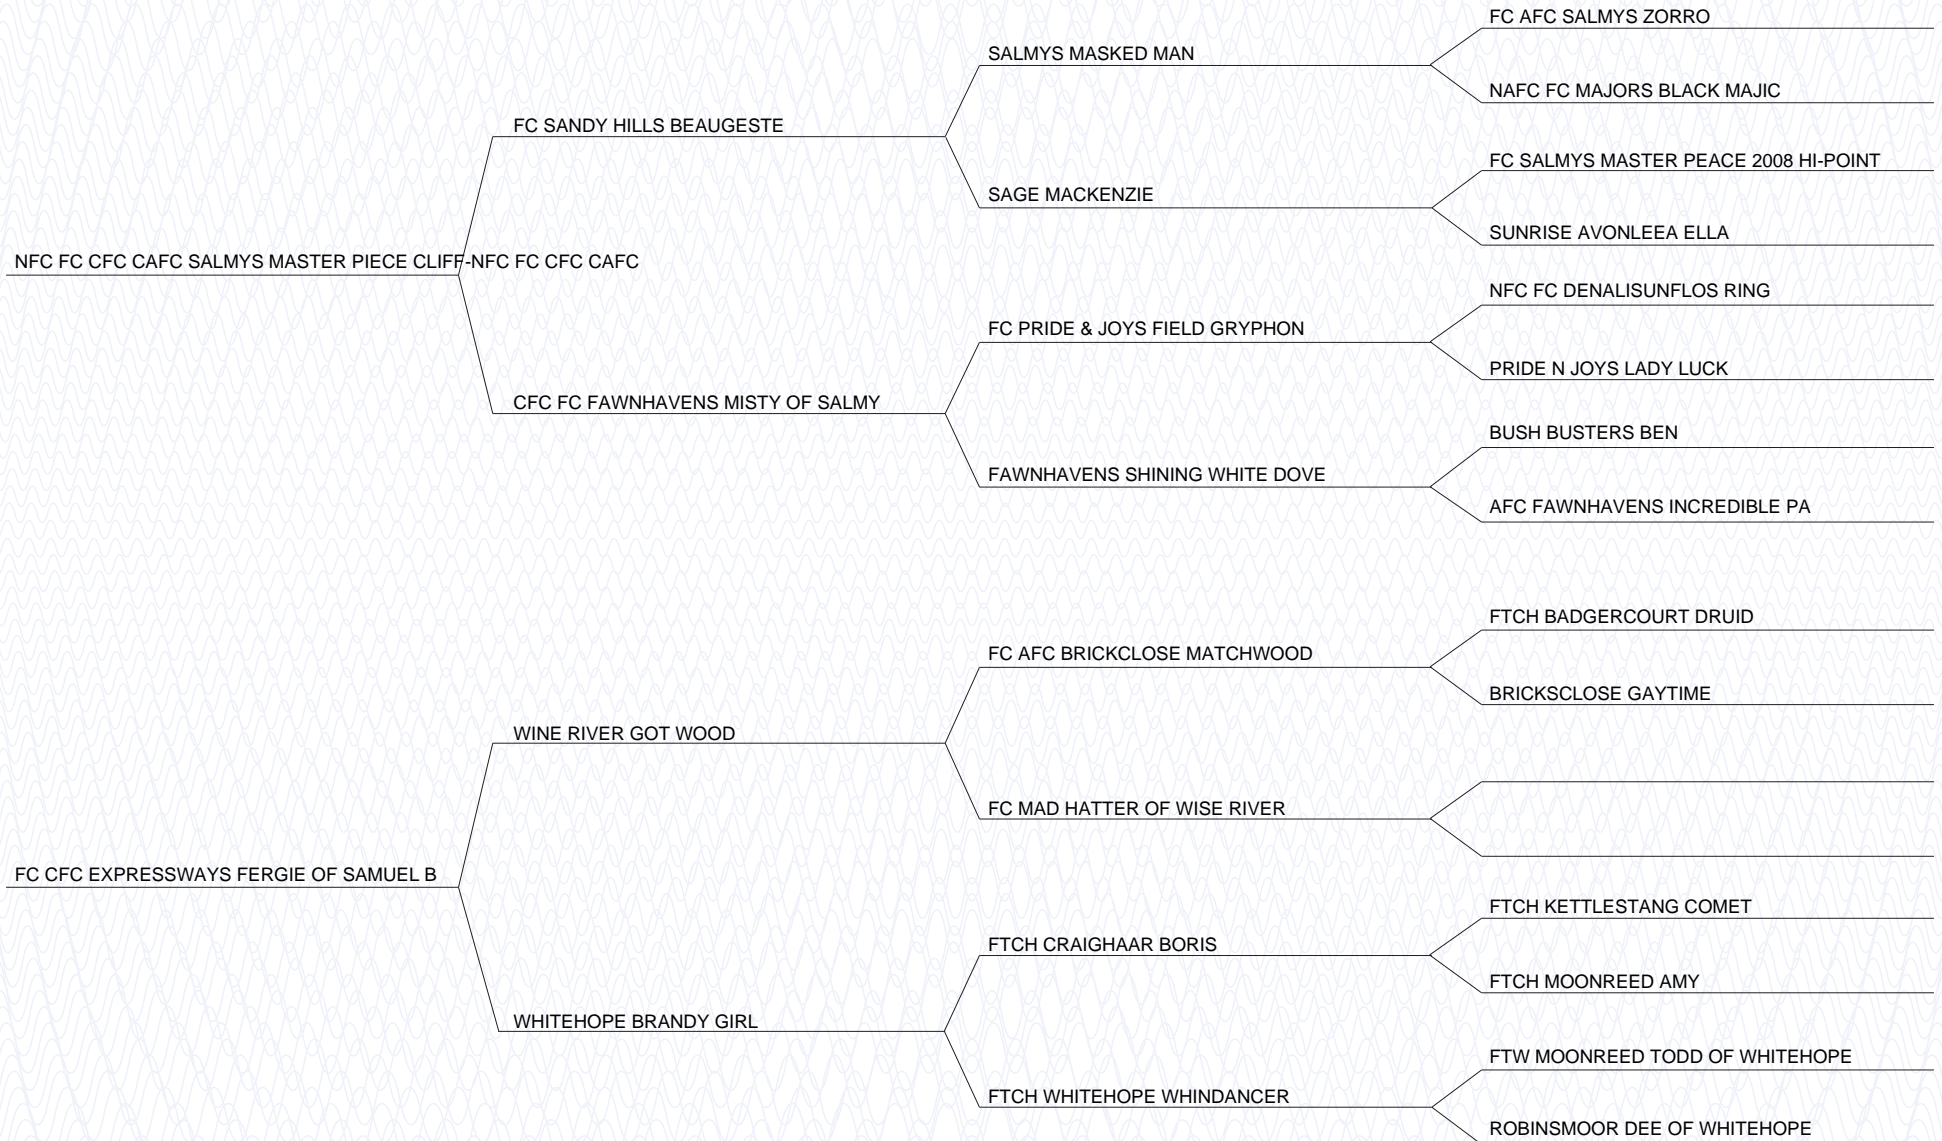 FC AFC SALMYS ZORRO
SALMYS MASKED MAN
NAFC FC MAJORS BLACK MAJIC
FC SANDY HILLS BEAUGESTE
FC SALMYS MASTER PEACE 2008 HI-POINT
SAGE MACKENZIE
SUNRISE AVONLEEA ELLA
NFC FC CFC CAFC SALMYS MASTER PIECE CLIFF-NFC FC CFC CAFC
NFC FC DENALISUNFLOS RING
FC PRIDE & JOYS FIELD GRYPHON
PRIDE N JOYS LADY LUCK
CFC FC FAWNHAVENS MISTY OF SALMY
BUSH BUSTERS BEN
FAWNHAVENS SHINING WHITE DOVE
AFC FAWNHAVENS INCREDIBLE PA
FTCH BADGERCOURT DRUID
FC AFC BRICKCLOSE MATCHWOOD
BRICKSCLOSE GAYTIME
WINE RIVER GOT WOOD
FC MAD HATTER OF WISE RIVER
FC CFC EXPRESSWAYS FERGIE OF SAMUEL B
FTCH KETTLESTANG COMET
FTCH CRAIGHAAR BORIS
FTCH MOONREED AMY
WHITEHOPE BRANDY GIRL
FTW MOONREED TODD OF WHITEHOPE
FTCH WHITEHOPE WHINDANCER
ROBINSMOOR DEE OF WHITEHOPE